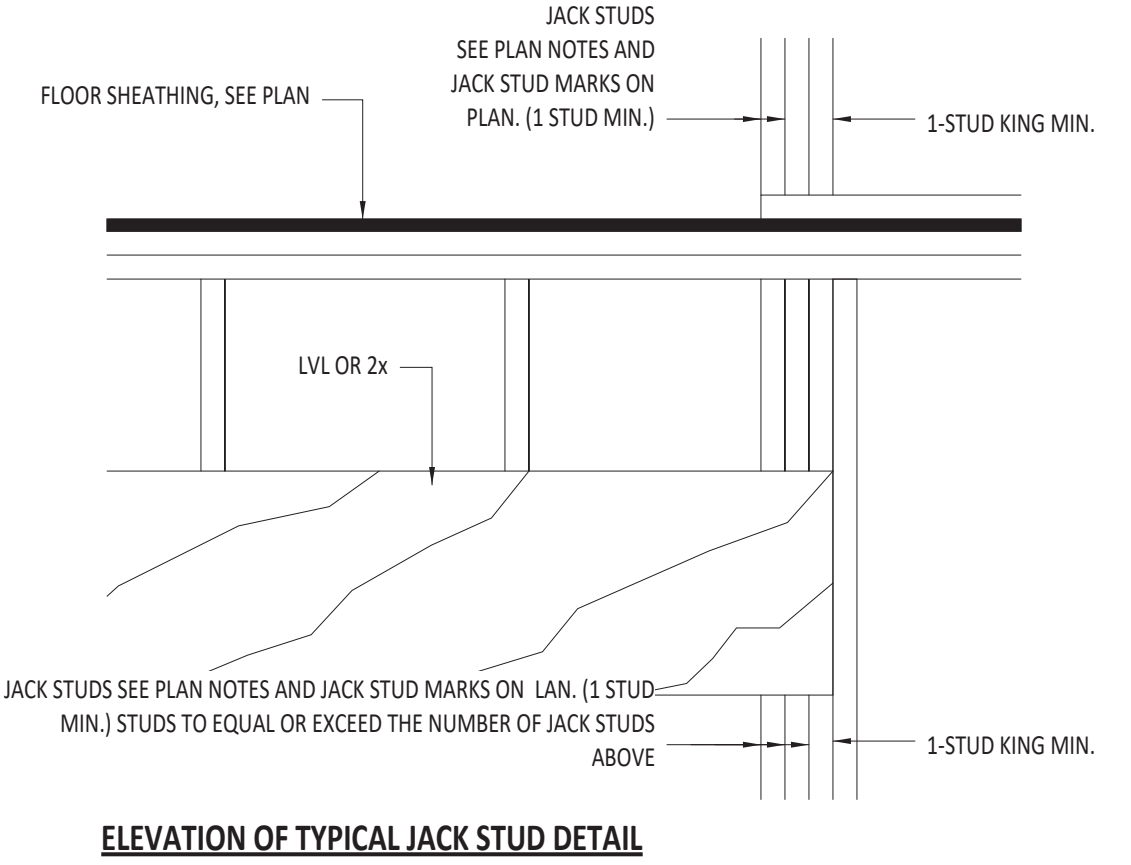 JACK STUDS
SEE PLAN NOTES AND
JACK STUD MARKS ON
PLAN. (1 STUD MIN.)
FLOOR SHEATHING, SEE PLAN
1-STUD KING MIN.
LVL OR 2x
JACK STUDS SEE PLAN NOTES AND JACK STUD MARKS ON LAN. (1 STUD
MIN.) STUDS TO EQUAL OR EXCEED THE NUMBER OF JACK STUDS
ABOVE
1-STUD KING MIN.
ELEVATION OF TYPICAL JACK STUD DETAIL